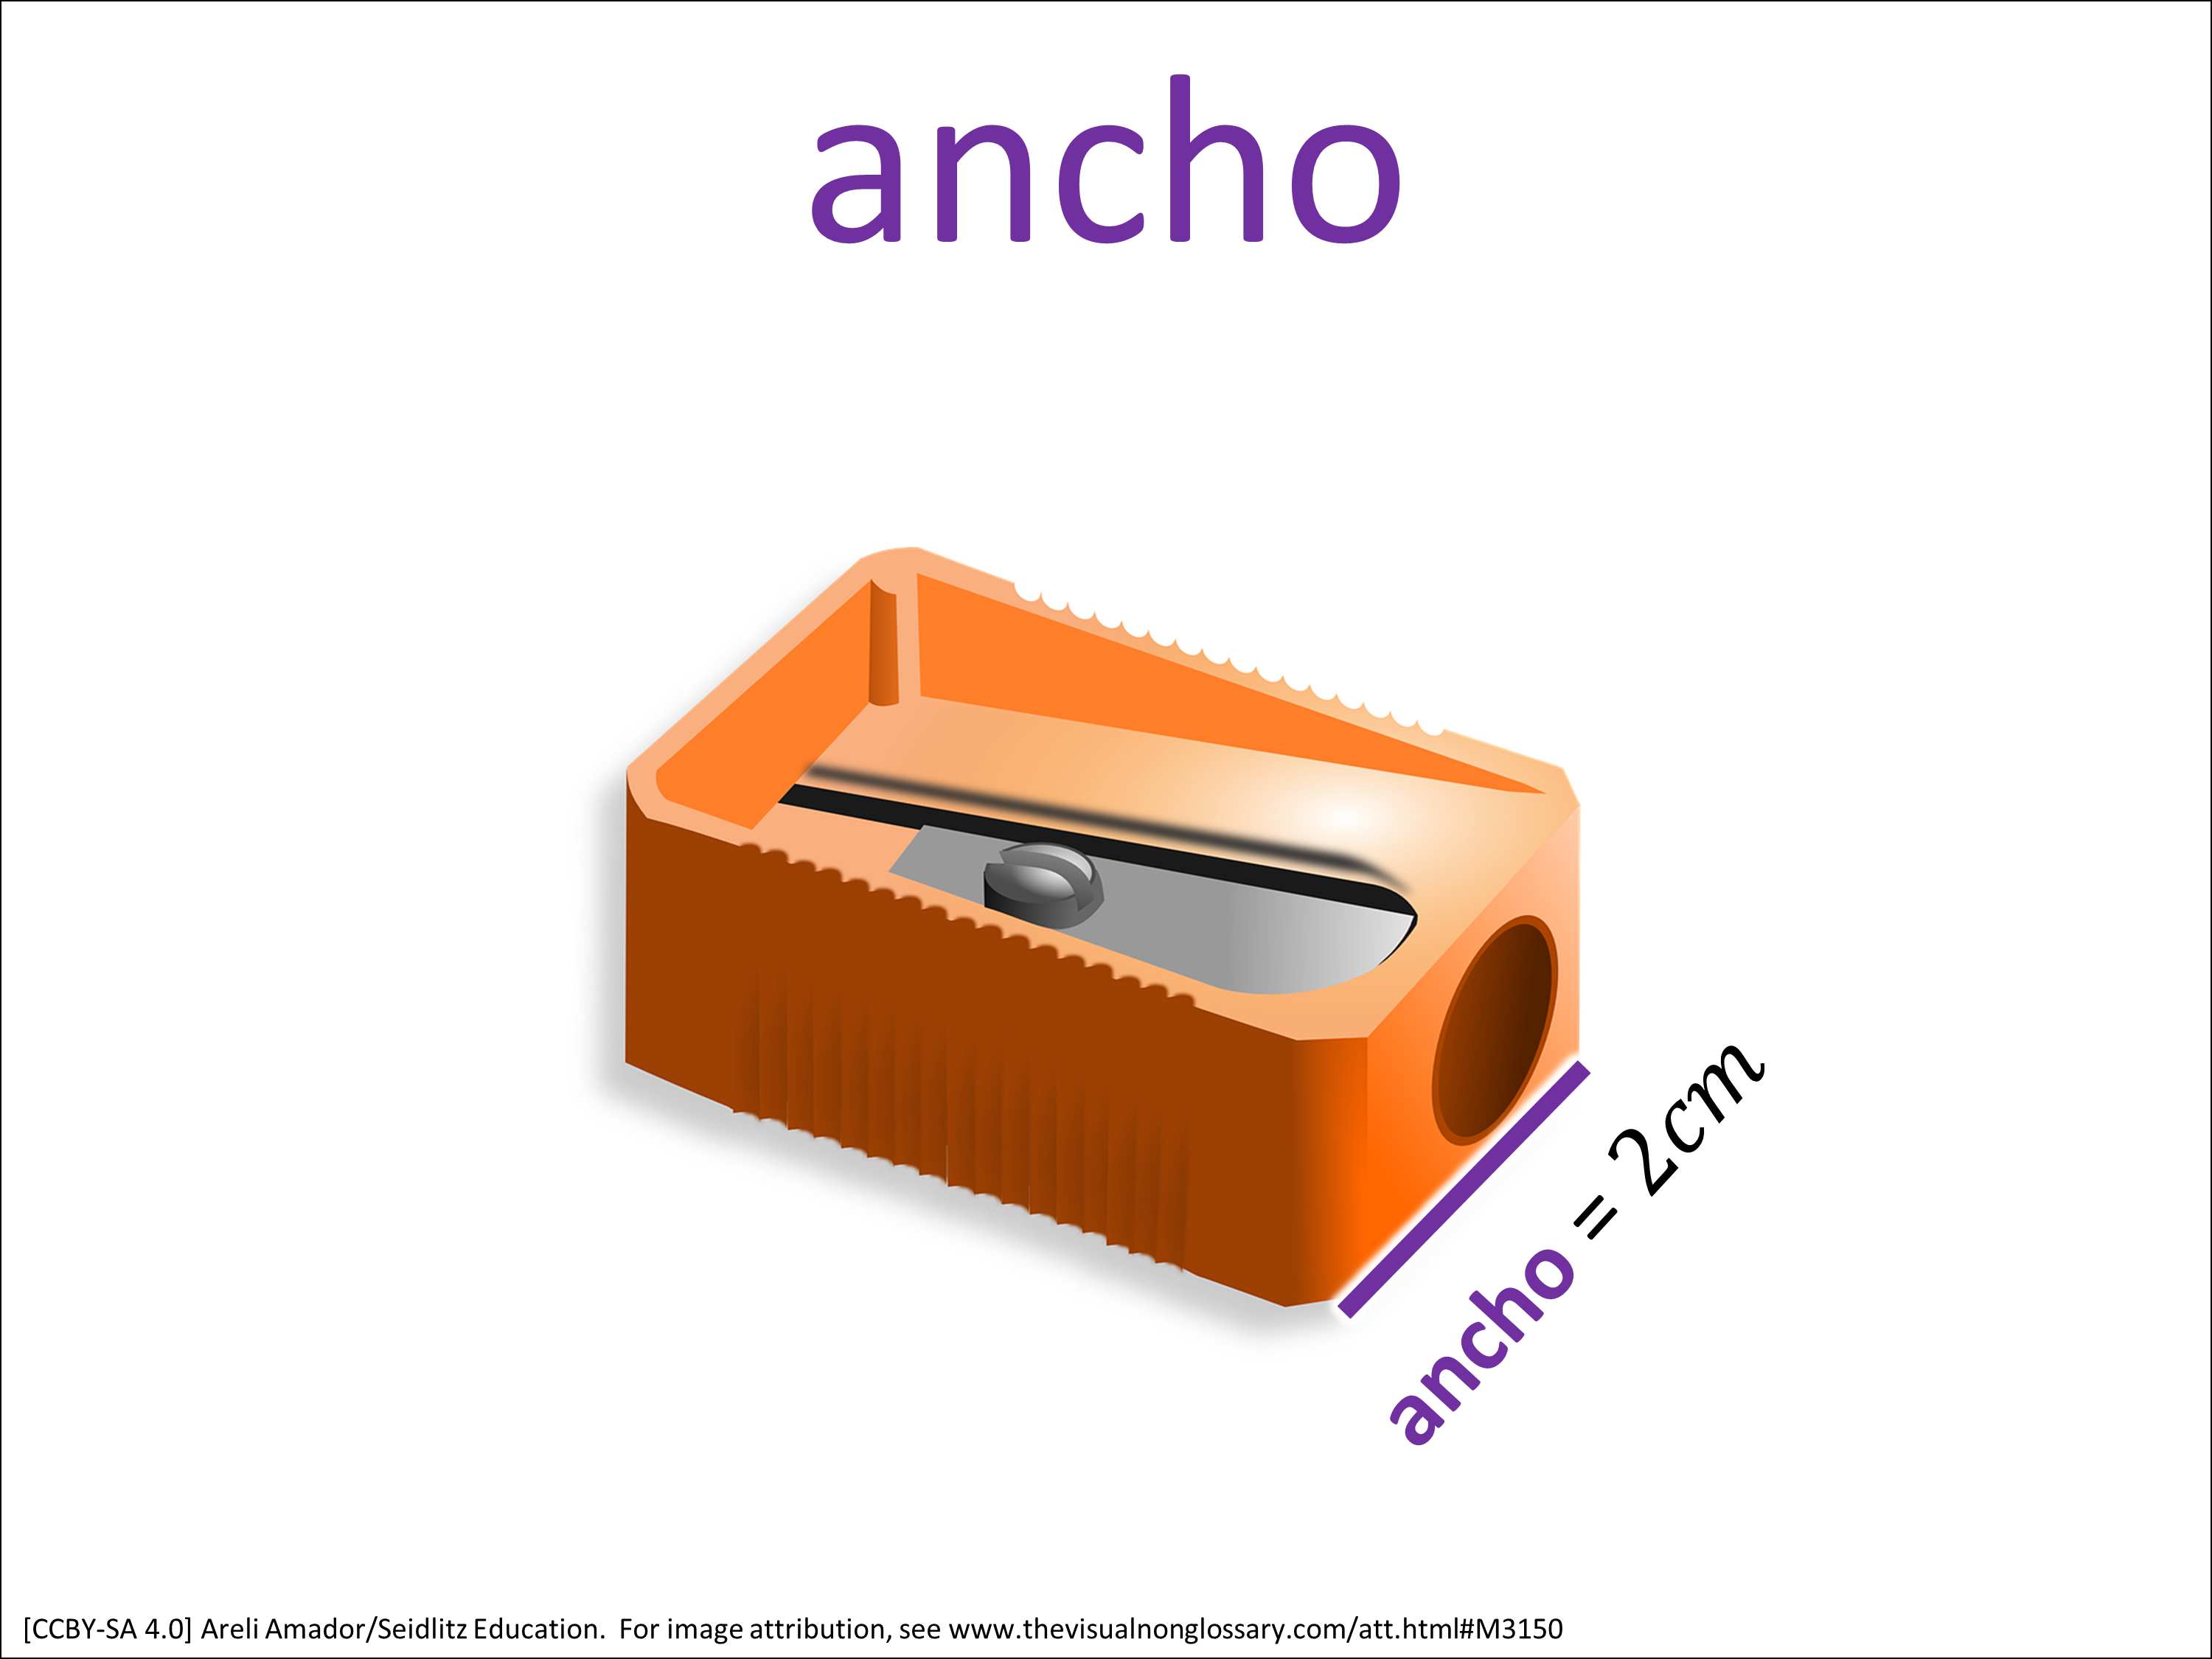 ancho
ancho = 2cm
[CCBY-SA 4.0] Areli Amador/Seidlitz Education.  For image attribution, see www.thevisualnonglossary.com/att.html#M3150